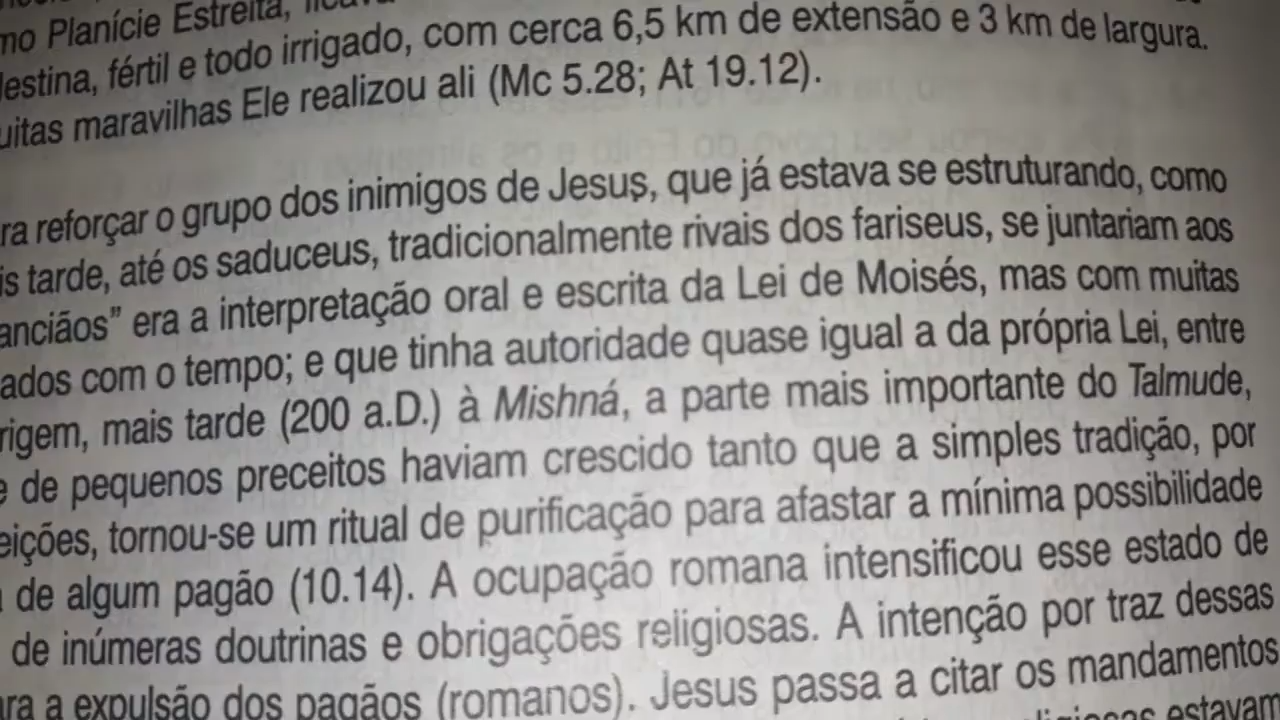 mo Planície Estreita, ficava
lestina, fértil e todo irrigado, com cerca 6,5 km de extensão e 3 km de largura.
uitas maravilhas Ele realizou ali (Mc 5.28; At 19.12).
ra reforçar o grupo dos inimigos de Jesus, que já estava se estruturando, como
is tarde, até os saduceus, tradicionalmente rivais dos fariseus, se juntariam aos
anciãos” era a interpretação oral e escrita da Lei de Moisés, mas com muitas
ados com o tempo; e que tinha autoridade quase igual a da própria Lei, entre
rigem, mais tarde (200 a.D.) à Mishná, a parte mais importante do Talmude,
e de pequenos preceitos haviam crescido tanto que a simples tradição, por
eições, tornou-se um ritual de purificação para afastar a mínima possibilidade
de algum pagão (10.14). A ocupação romana intensificou esse estado de
de inúmeras doutrinas e obrigações religiosas. A intenção por traz dessas
ara a expulsão dos pagãos (romanos). Jesus passa a citar os mandamentos
estavam